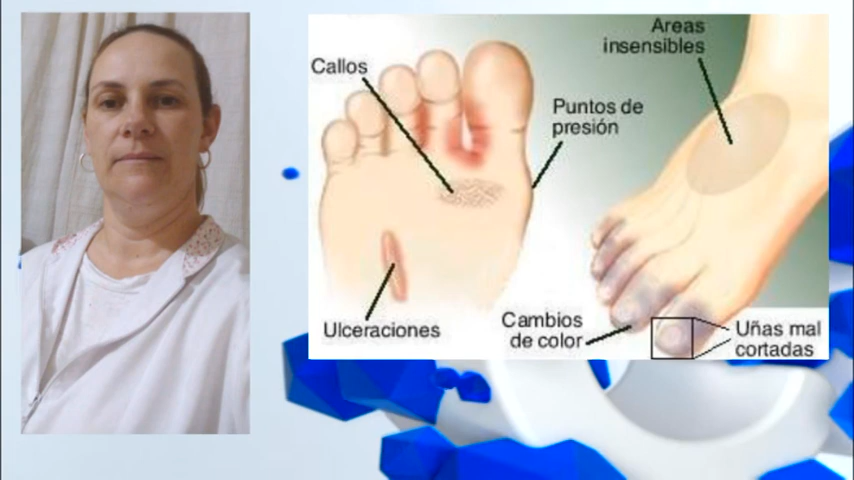 Areas
insensibles
Callos
Puntos de
presión
Ulceraciones
Cambios
de color
Uñas mal
cortadas